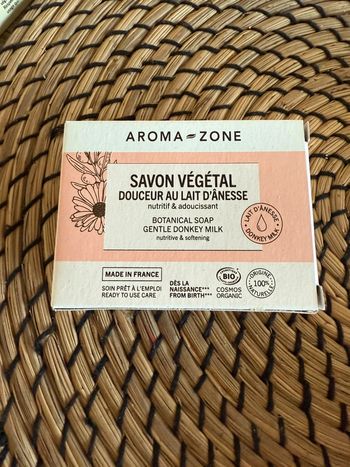 AROMA-ZONE
SAVON VÉGÉTAL
DOUCEUR AU LAIT D'ÂNESSE
nutritif & adoucissant
BOTANICAL SOAP
GENTLE DONKEY MILK
nutritive & softening
LAIT D'ÂNESSE
DONKEY MILK
MADE IN FRANCE
SOIN PRÊT À L'EMPLOI
READY TO USE CARE
DÈS LA
NAISSANCE***
FROM BIRTH***
BIO
COSMOS
ORGANIC
ORIGINE
100%
NATURELLE